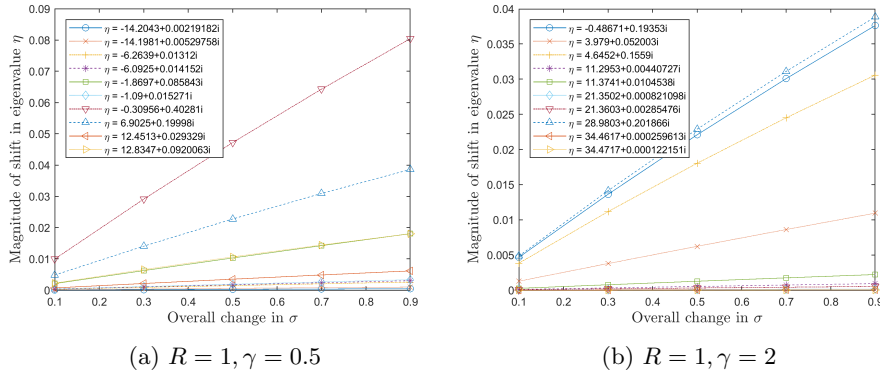 0.09
0.08
0.07
0.06
0.05
0.04
0.03
0.02
0.01
0
Magnitude of shift in eigenvalue η
η = -14.2043+0.00219182i
η = -14.1981+0.00529758i
η = -6.2639+0.01312i
η = -6.0925+0.014152i
η = -1.8697+0.085843i
η = -1.09+0.015271i
η = -0.30956+0.40281i
η = 6.9025+0.19998i
η = 12.4513+0.029329i
η = 12.8347+0.0920063i
0.1 0.2 0.3 0.4 0.5 0.6 0.7 0.8 0.9
Overall change in σ
(a) R = 1, γ = 0.5
0.04
0.035
0.03
0.025
0.02
0.015
0.01
0.005
0
Magnitude of shift in eigenvalue η
η = -0.48671+0.19353i
η = 3.979+0.052003i
η = 4.6452+0.1559i
η = 11.2953+0.00440727i
η = 11.3741+0.0104538i
η = 21.3502+0.000821098i
η = 21.3603+0.00285476i
η = 28.9803+0.201866i
η = 34.4617+0.000259613i
η = 34.4717+0.000122151i
0.1 0.2 0.3 0.4 0.5 0.6 0.7 0.8 0.9
Overall change in σ
(b) R = 1, γ = 2